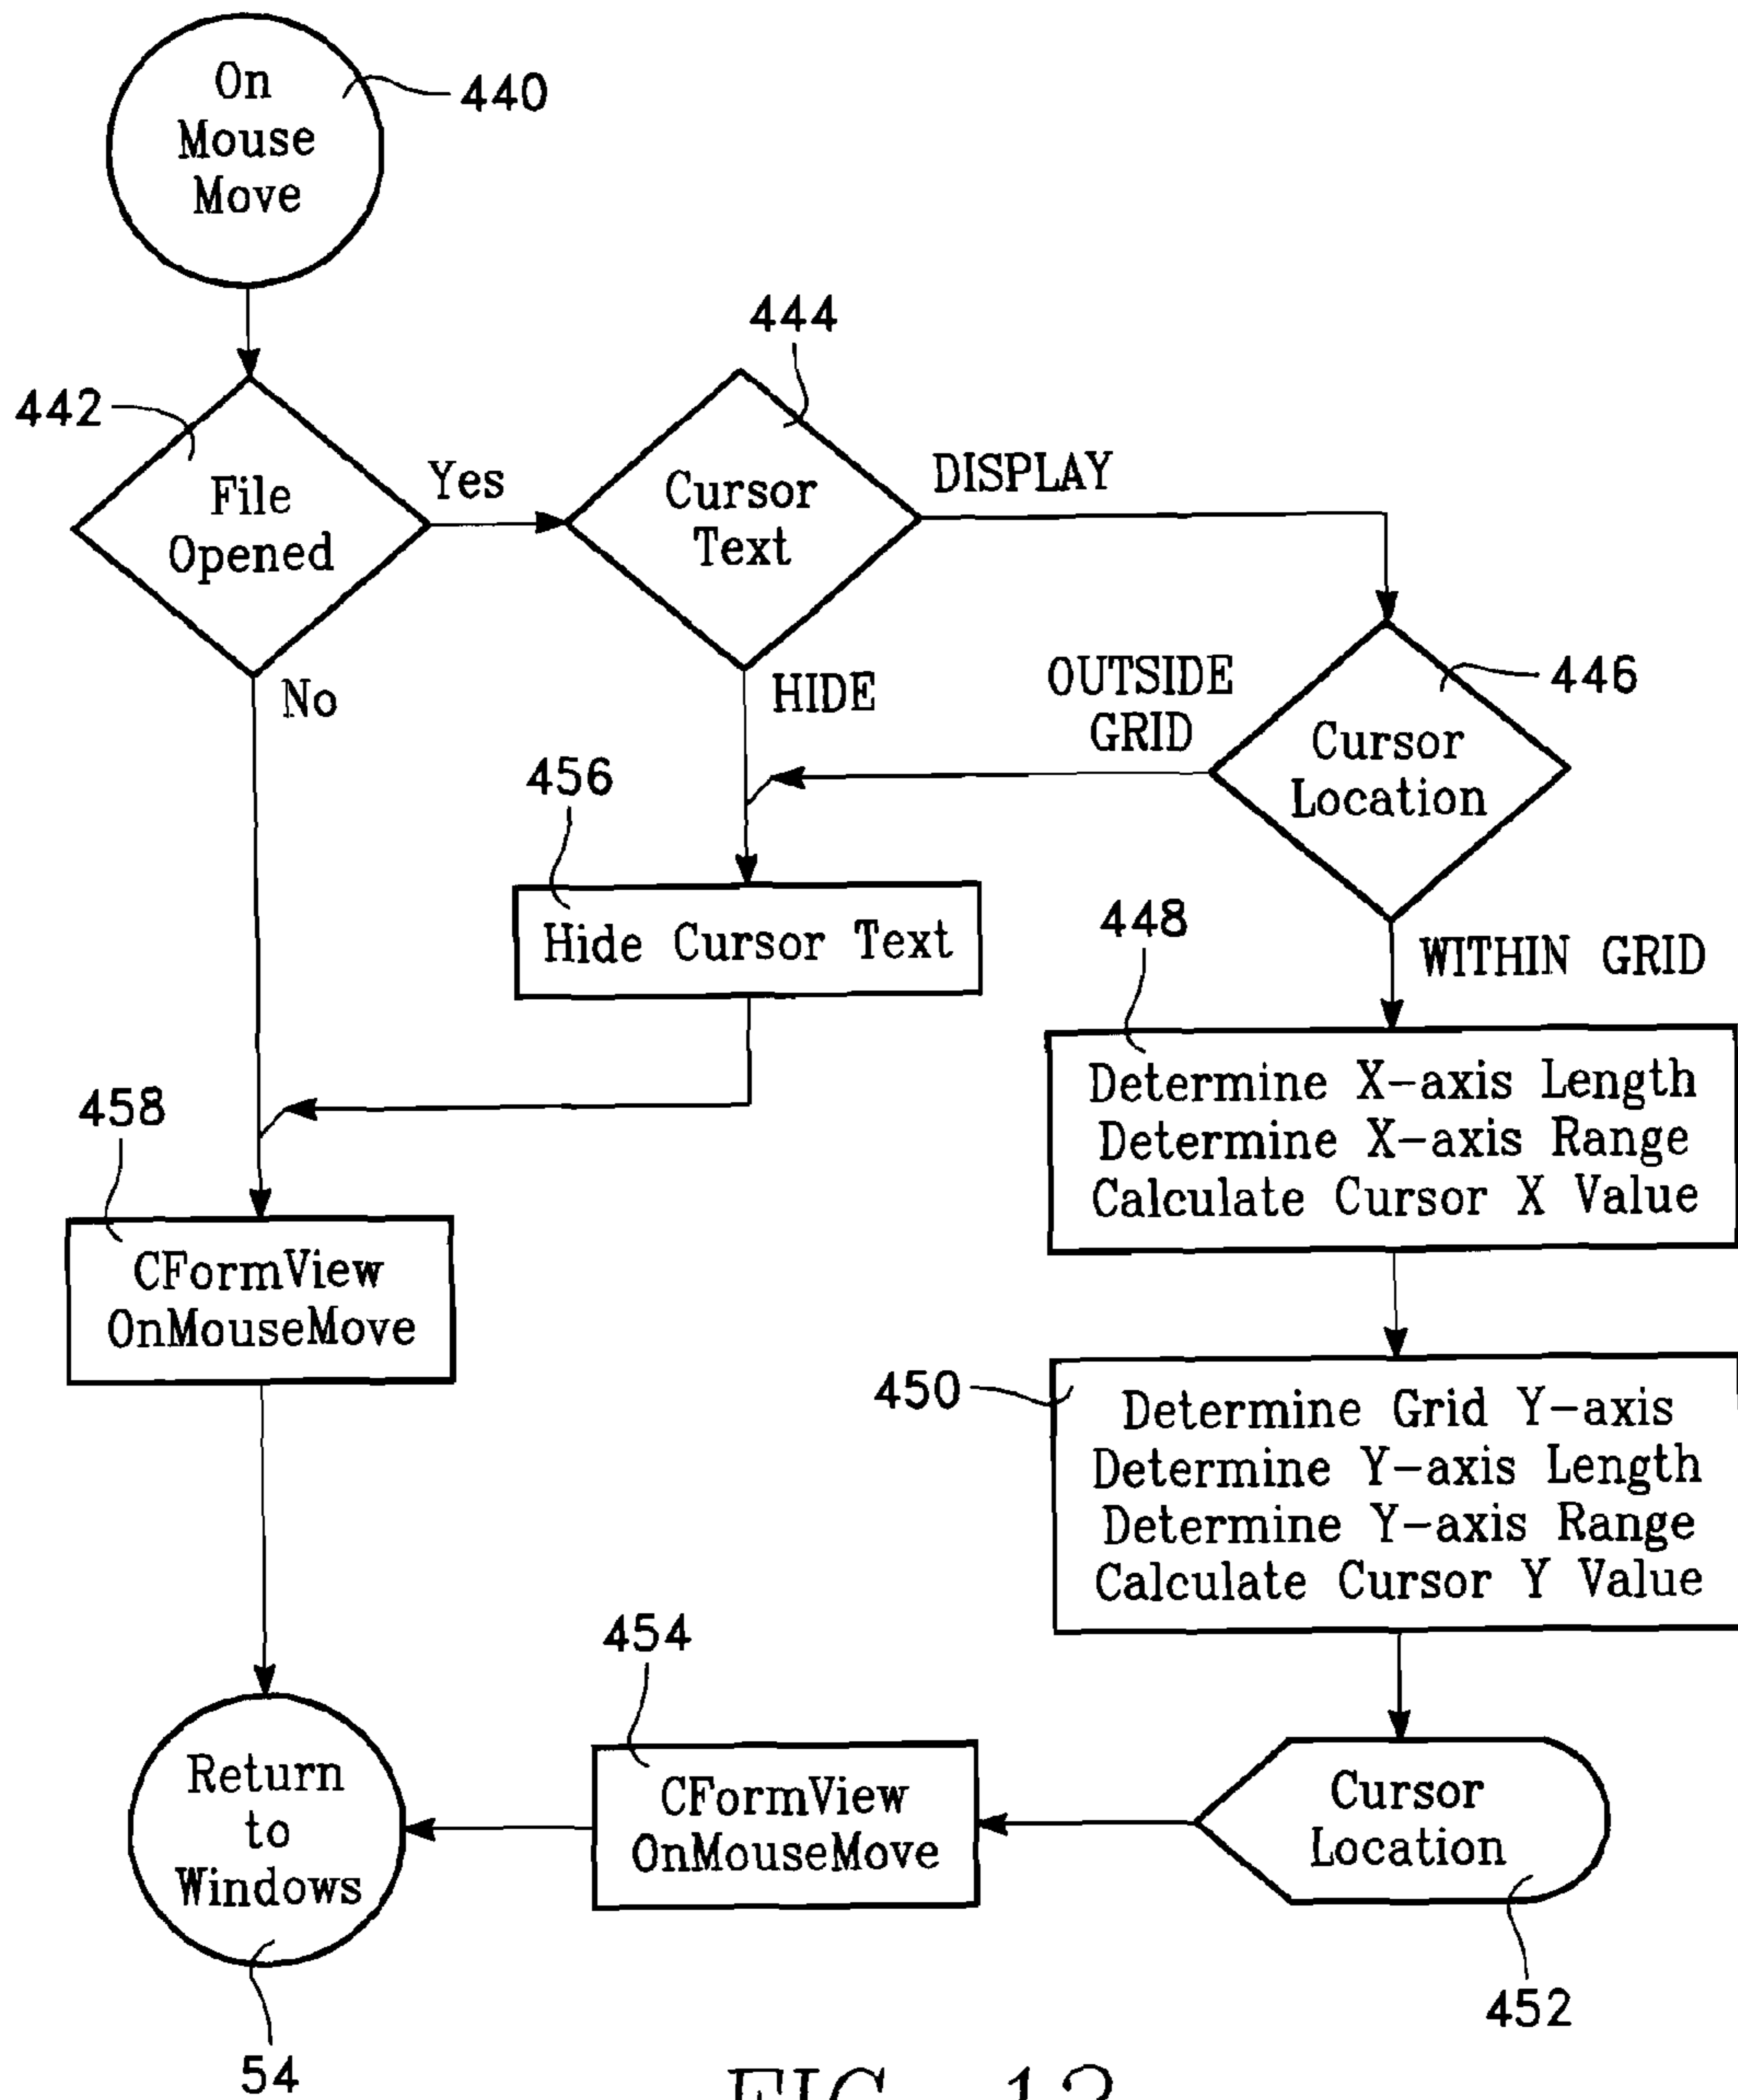 On
Mouse
Move
440
442
File
Opened
Yes
No
444
Cursor
Text
DISPLAY
HIDE
OUTSIDE
GRID
446
Cursor
Location
WITHIN GRID
456
Hide Cursor Text
448
Determine X-axis Length
Determine X-axis Range
Calculate Cursor X Value
458
CFormView
OnMouseMove
450
Determine Grid Y-axis
Determine Y-axis Length
Determine Y-axis Range
Calculate Cursor Y Value
454
CFormView
OnMouseMove
Cursor
Location
452
Return
to
Windows
54
FIG. 12